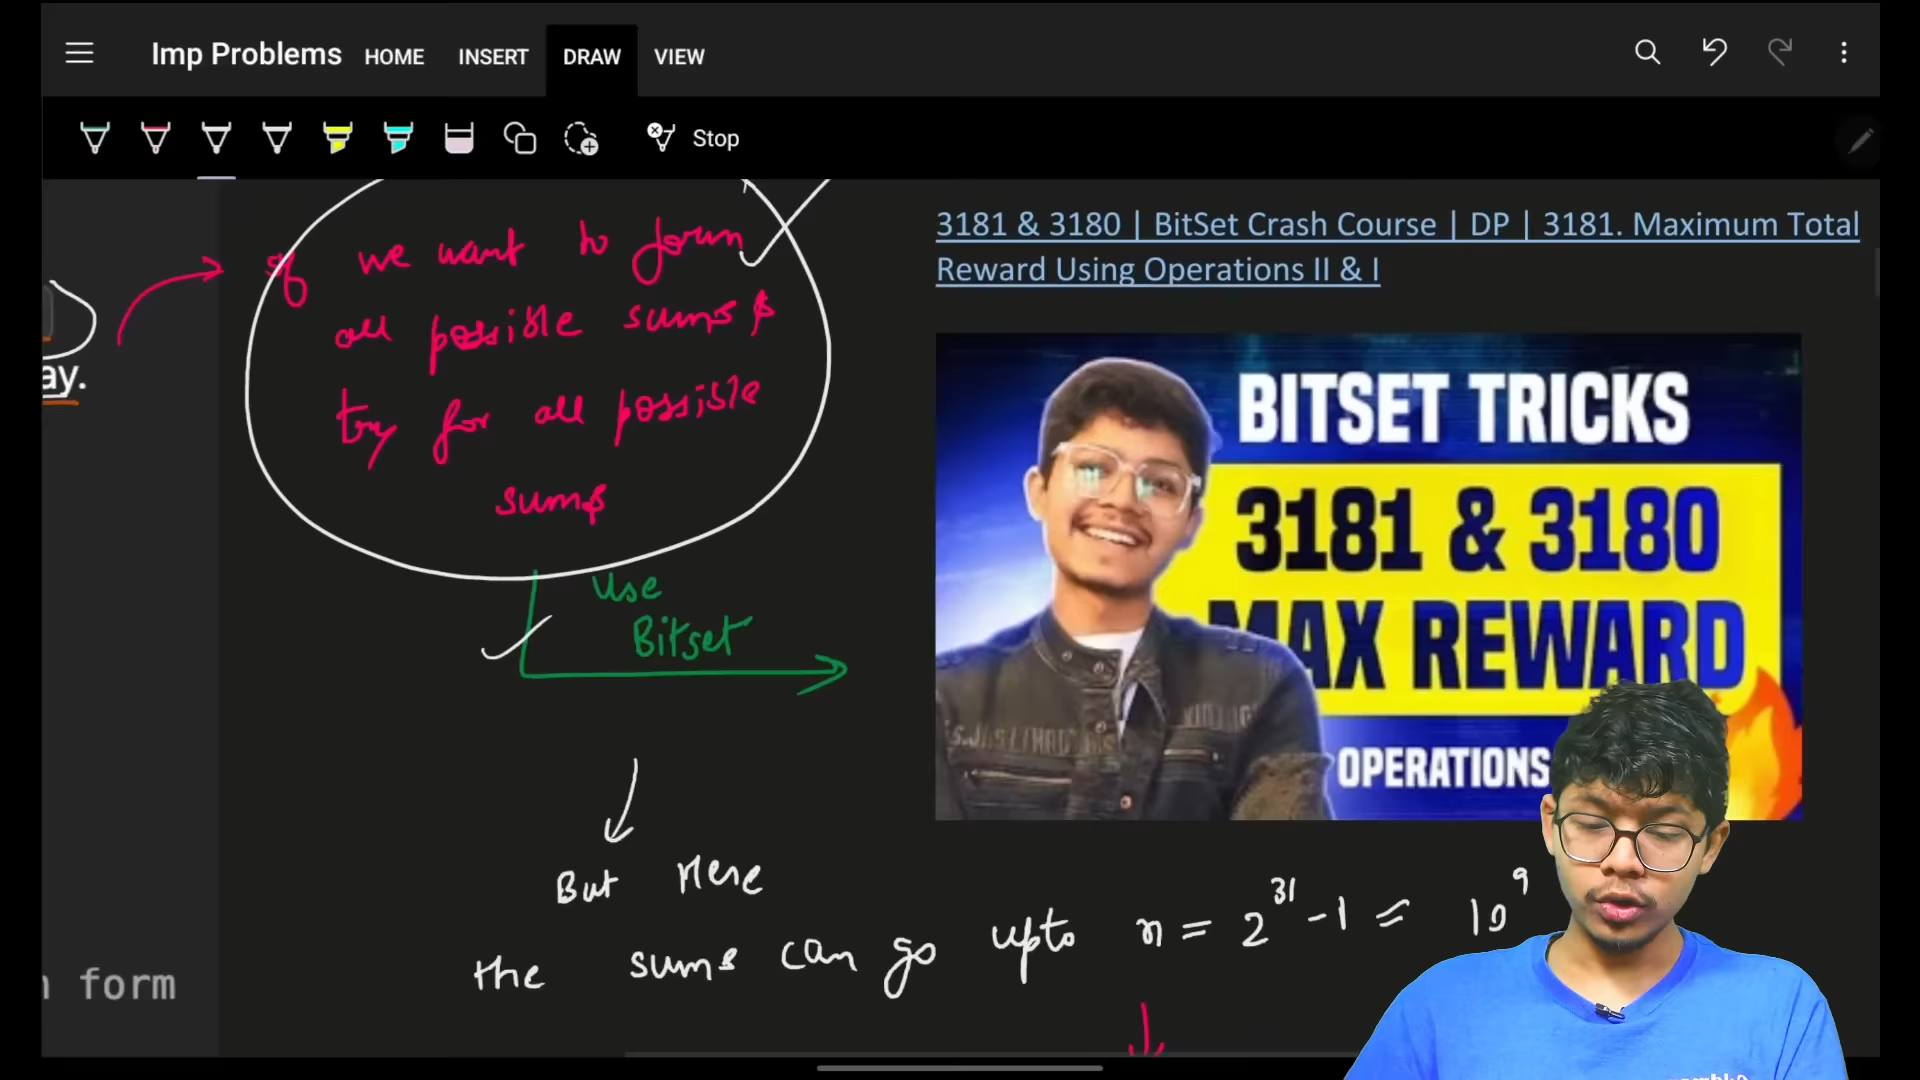 Imp Problems HOME INSERT DRAW VIEW
Stop
3181 & 3180 | BitSet Crash Course | DP | 3181. Maximum Total
Reward Using Operations II & I
we want to form
all possible sums &
try for all possible
sums
ay.
Use
Bitset
BITSET TRICKS
3181 & 3180
MAX REWARD
OPERATIONS
But Here
the sums can go upto n = 2^31 - 1 ≈ 10^9
form